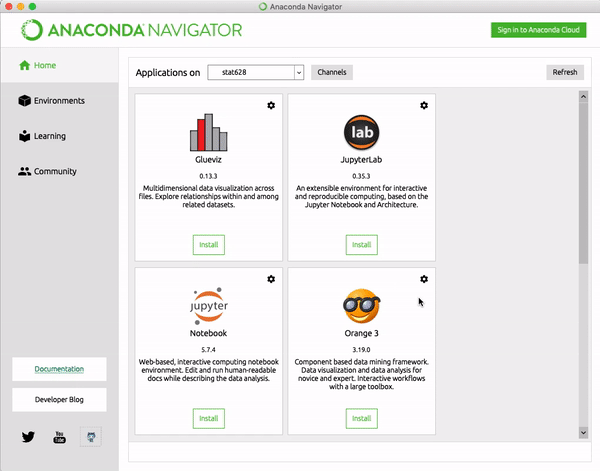 Anaconda Navigator
ANACONDA NAVIGATOR
Sign in to Anaconda Cloud
Home
Environments
Learning
Community
Documentation
Developer Blog
You
Tube
Applications on
stat628
Channels
Refresh
Glueviz
0.13.3
Multidimensional data visualization across
files. Explore relationships within and among
related datasets.
Install
lab
JupyterLab
0.35.3
An extensible environment for interactive
and reproducible computing, based on the
Jupyter Notebook and Architecture.
Install
jupyter
Notebook
5.7.4
Web-based, interactive computing notebook
environment. Edit and run human-readable
docs while describing the data analysis.
Install
Orange 3
3.19.0
Component based data mining framework.
Data visualization and data analysis for
novice and expert. Interactive workflows
with a large toolbox.
Install